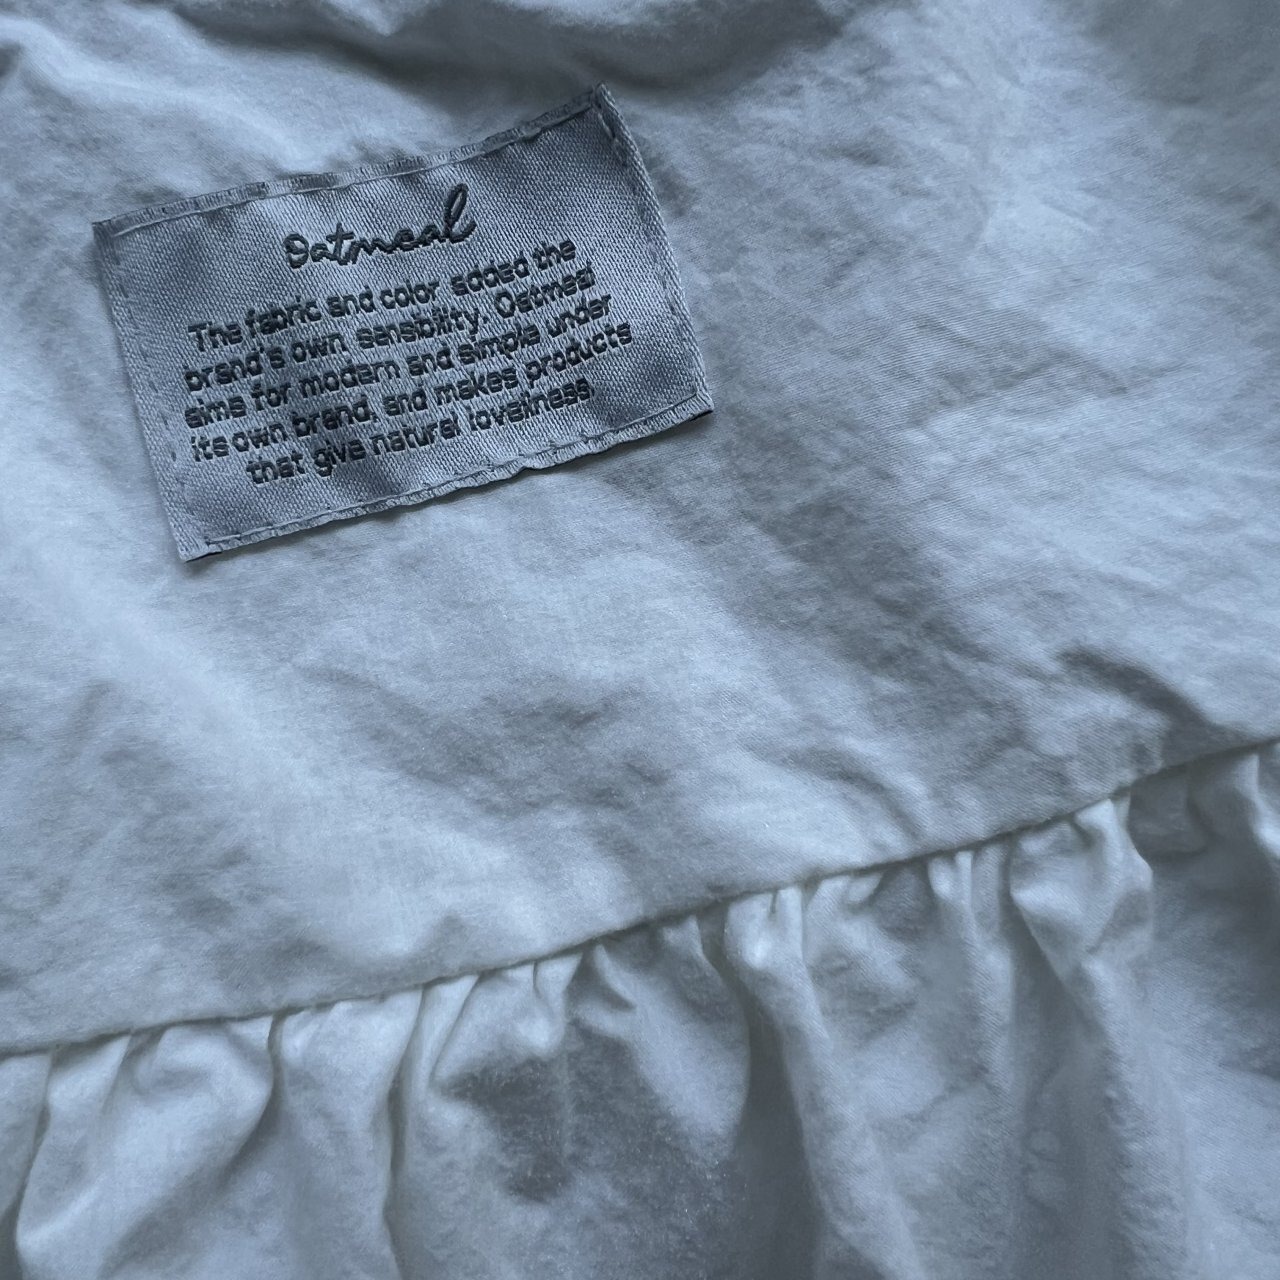 Oatmeal
The fabric and color added the
brand's own sensibility. Oatmeal
aims for modern and simple under
its own brand, and makes products
that give natural loveliness.